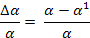 Δα/α = (α − α¹)/α